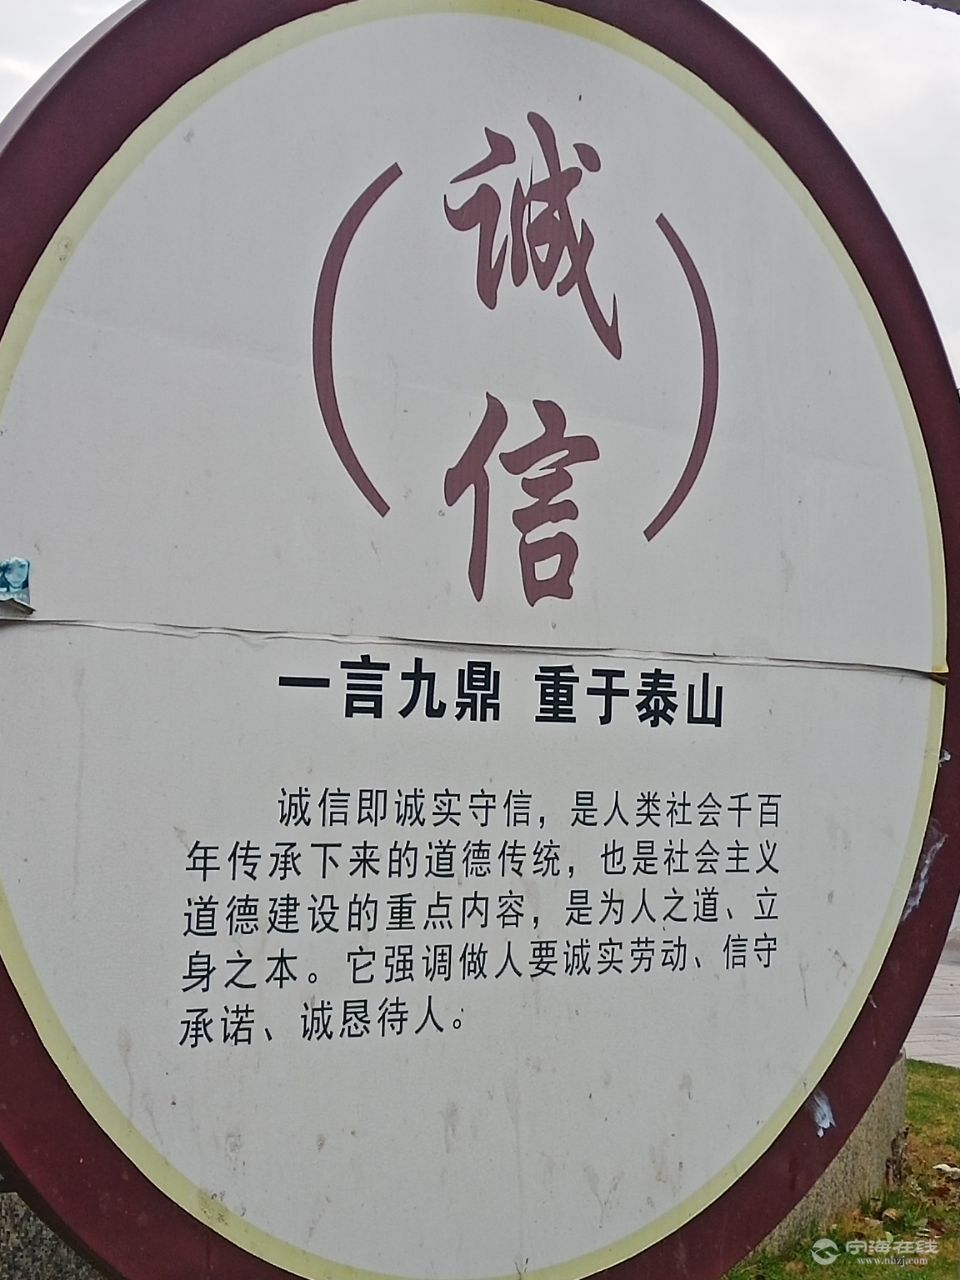 诚
信
一言九鼎 重于泰山
诚信即诚实守信，是人类社会千百
年传承下来的道德传统，也是社会主义
道德建设的重点内容，是为人之道、立
身之本。它强调做人要诚实劳动、信守
承诺、诚恳待人。
宁海在线
www.nhzj.com